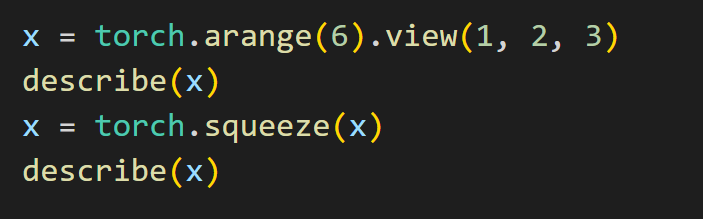 x = torch.arange(6).view(1, 2, 3)
describe(x)
x = torch.squeeze(x)
describe(x)